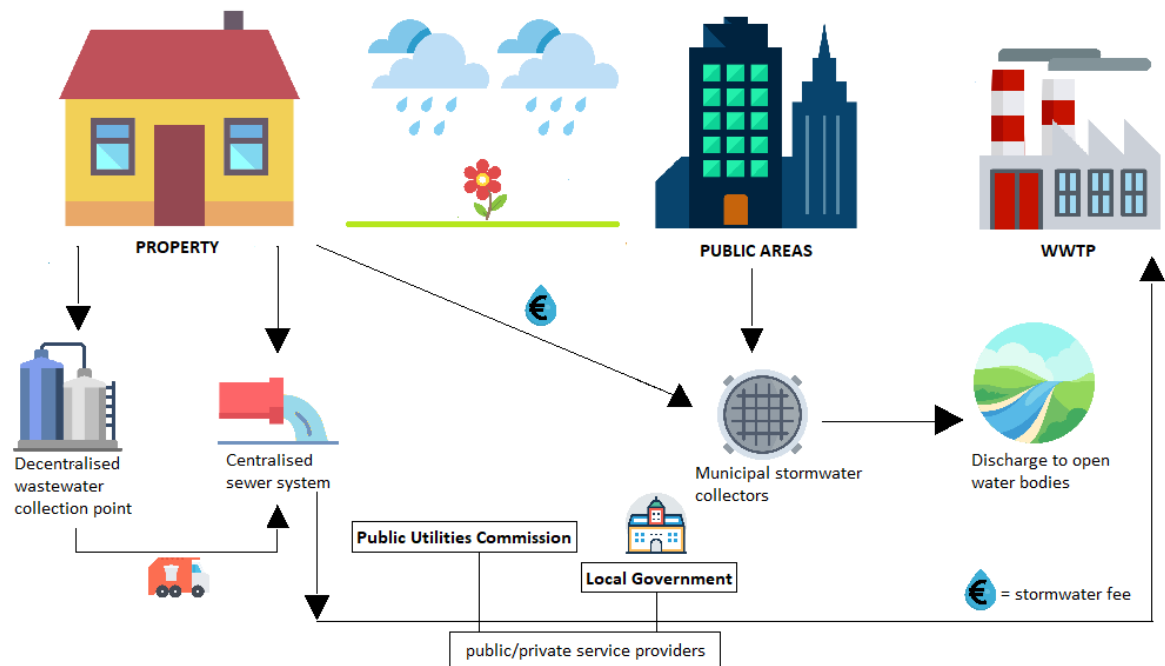 PROPERTY
PUBLIC AREAS
WWTP
€
Decentralised
wastewater
collection point
Centralised
sewer system
Municipal stormwater
collectors
Discharge to open
water bodies
Public Utilities Commission
Local Government
€ = stormwater fee
public/private service providers